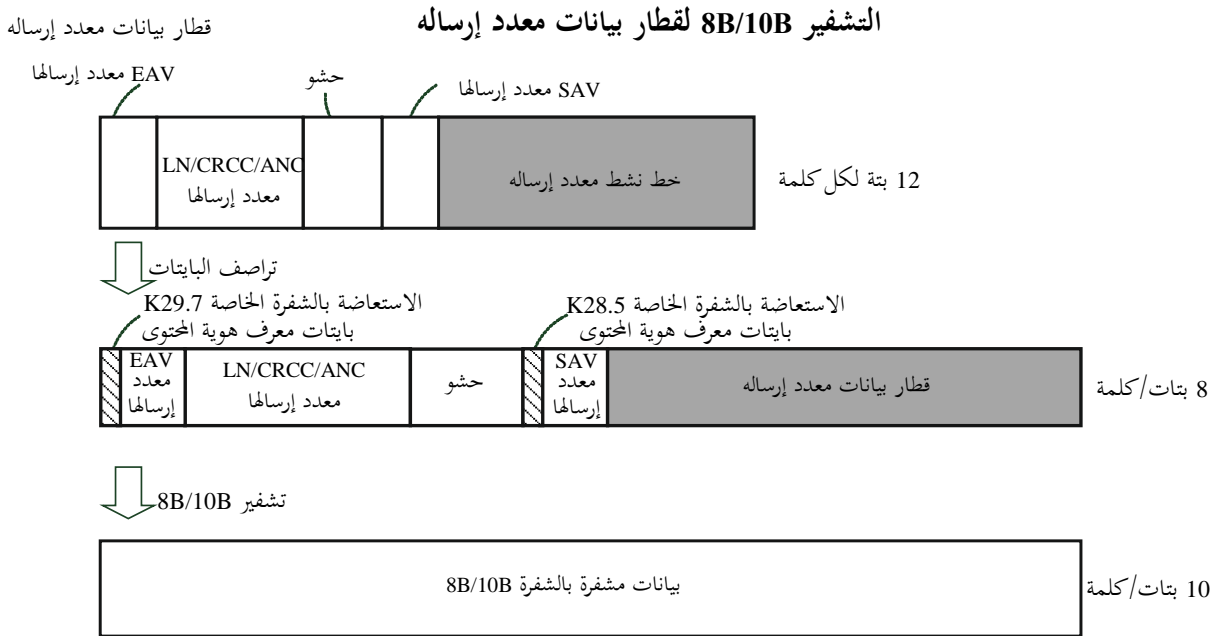 التشفير 8B/10B لقطار بيانات معدد إرساله
قطار بيانات معدد إرساله
EAV معدد إرسالها
حشو
SAV معدد إرسالها
LN/CRCC/ANC
معدد إرسالها
خط نشط معدد إرساله
12 بتة لكل كلمة
تراصف البايتات
الاستعاضة بالشفرة الخاصة K29.7
بايتات معرف هوية المحتوى
الاستعاضة بالشفرة الخاصة K28.5
بايتات معرف هوية المحتوى
EAV
معدد
إرسالها
LN/CRCC/ANC
معدد إرسالها
حشو
SAV
معدد
إرسالها
قطار بيانات معدد إرساله
8 بتات/كلمة
تشفير 8B/10B
بيانات مشفرة بالشفرة 8B/10B
10 بتات/كلمة